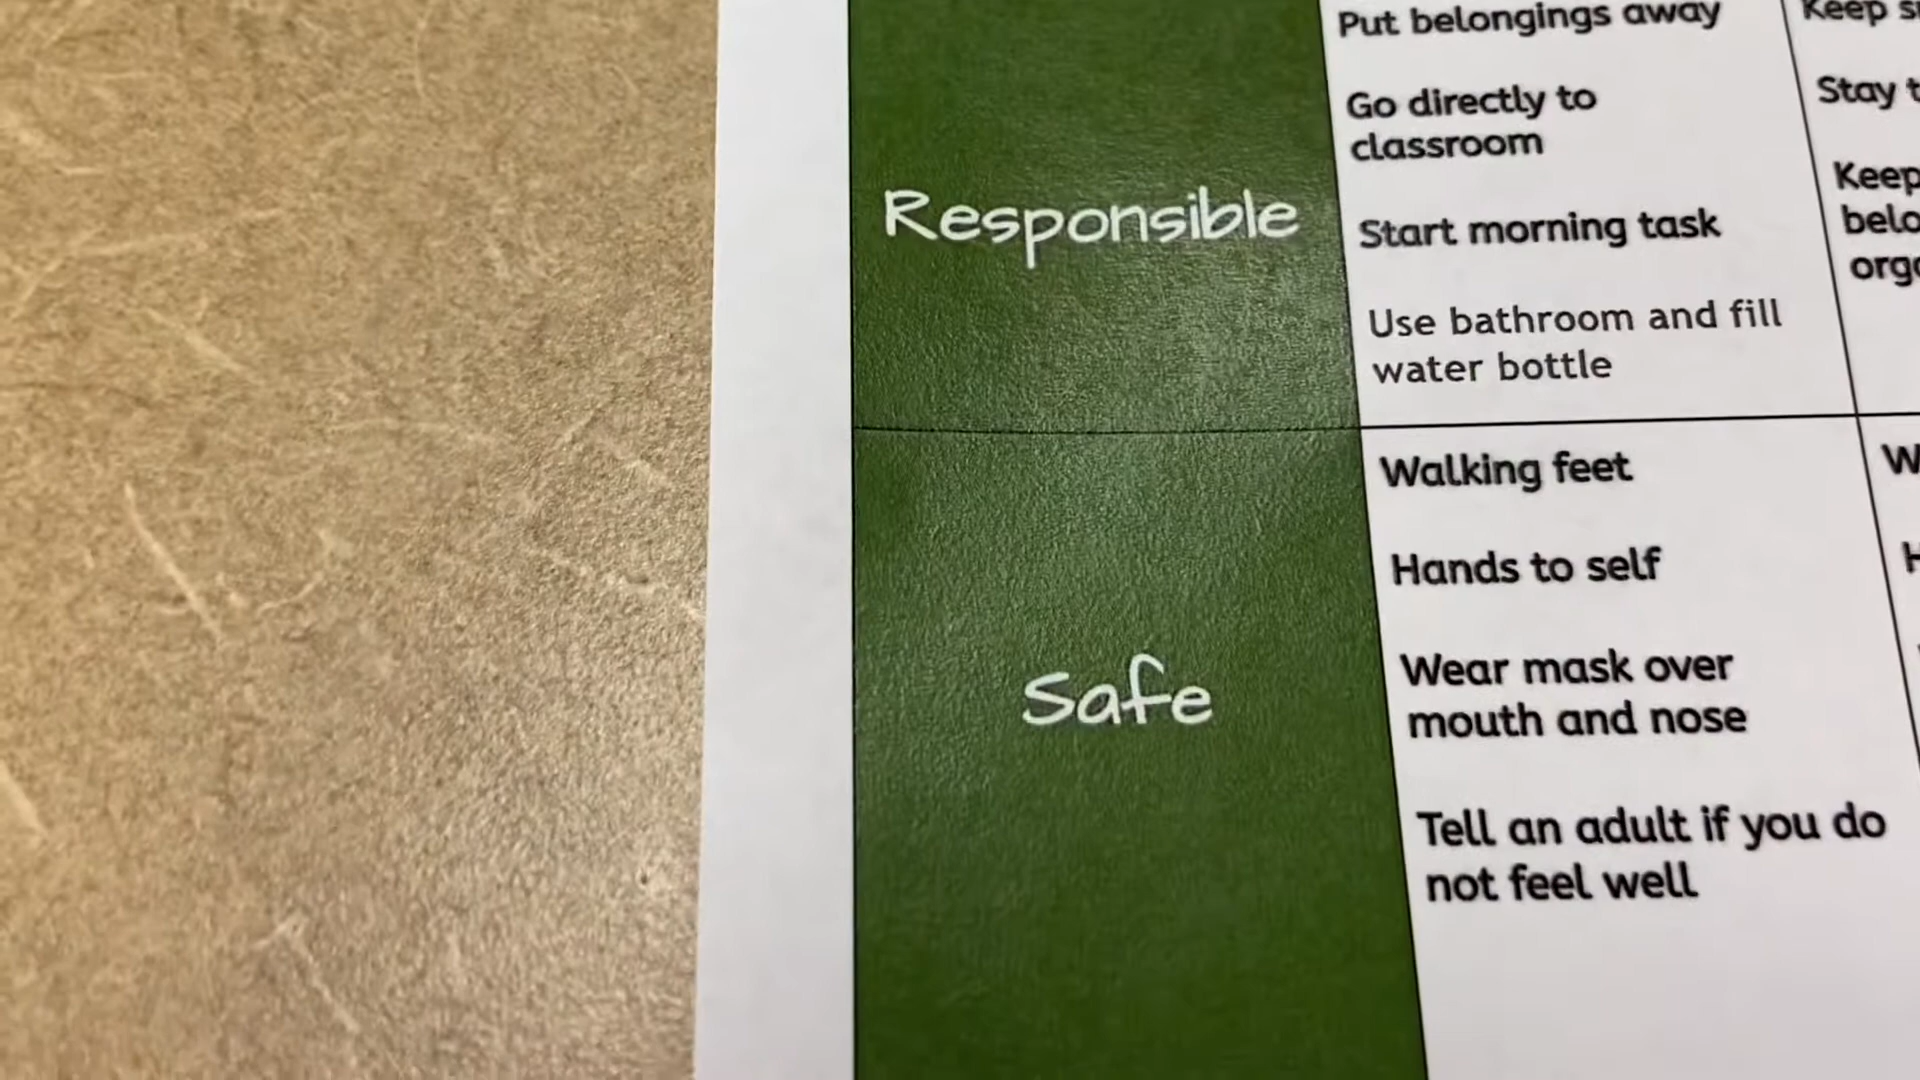 Responsible
Put belongings away
Go directly to
classroom
Start morning task
Use bathroom and fill
water bottle
Keep
Stay
Keep
Safe
Walking feet
Hands to self
Wear mask over
mouth and nose
Tell an adult if you do
not feel well